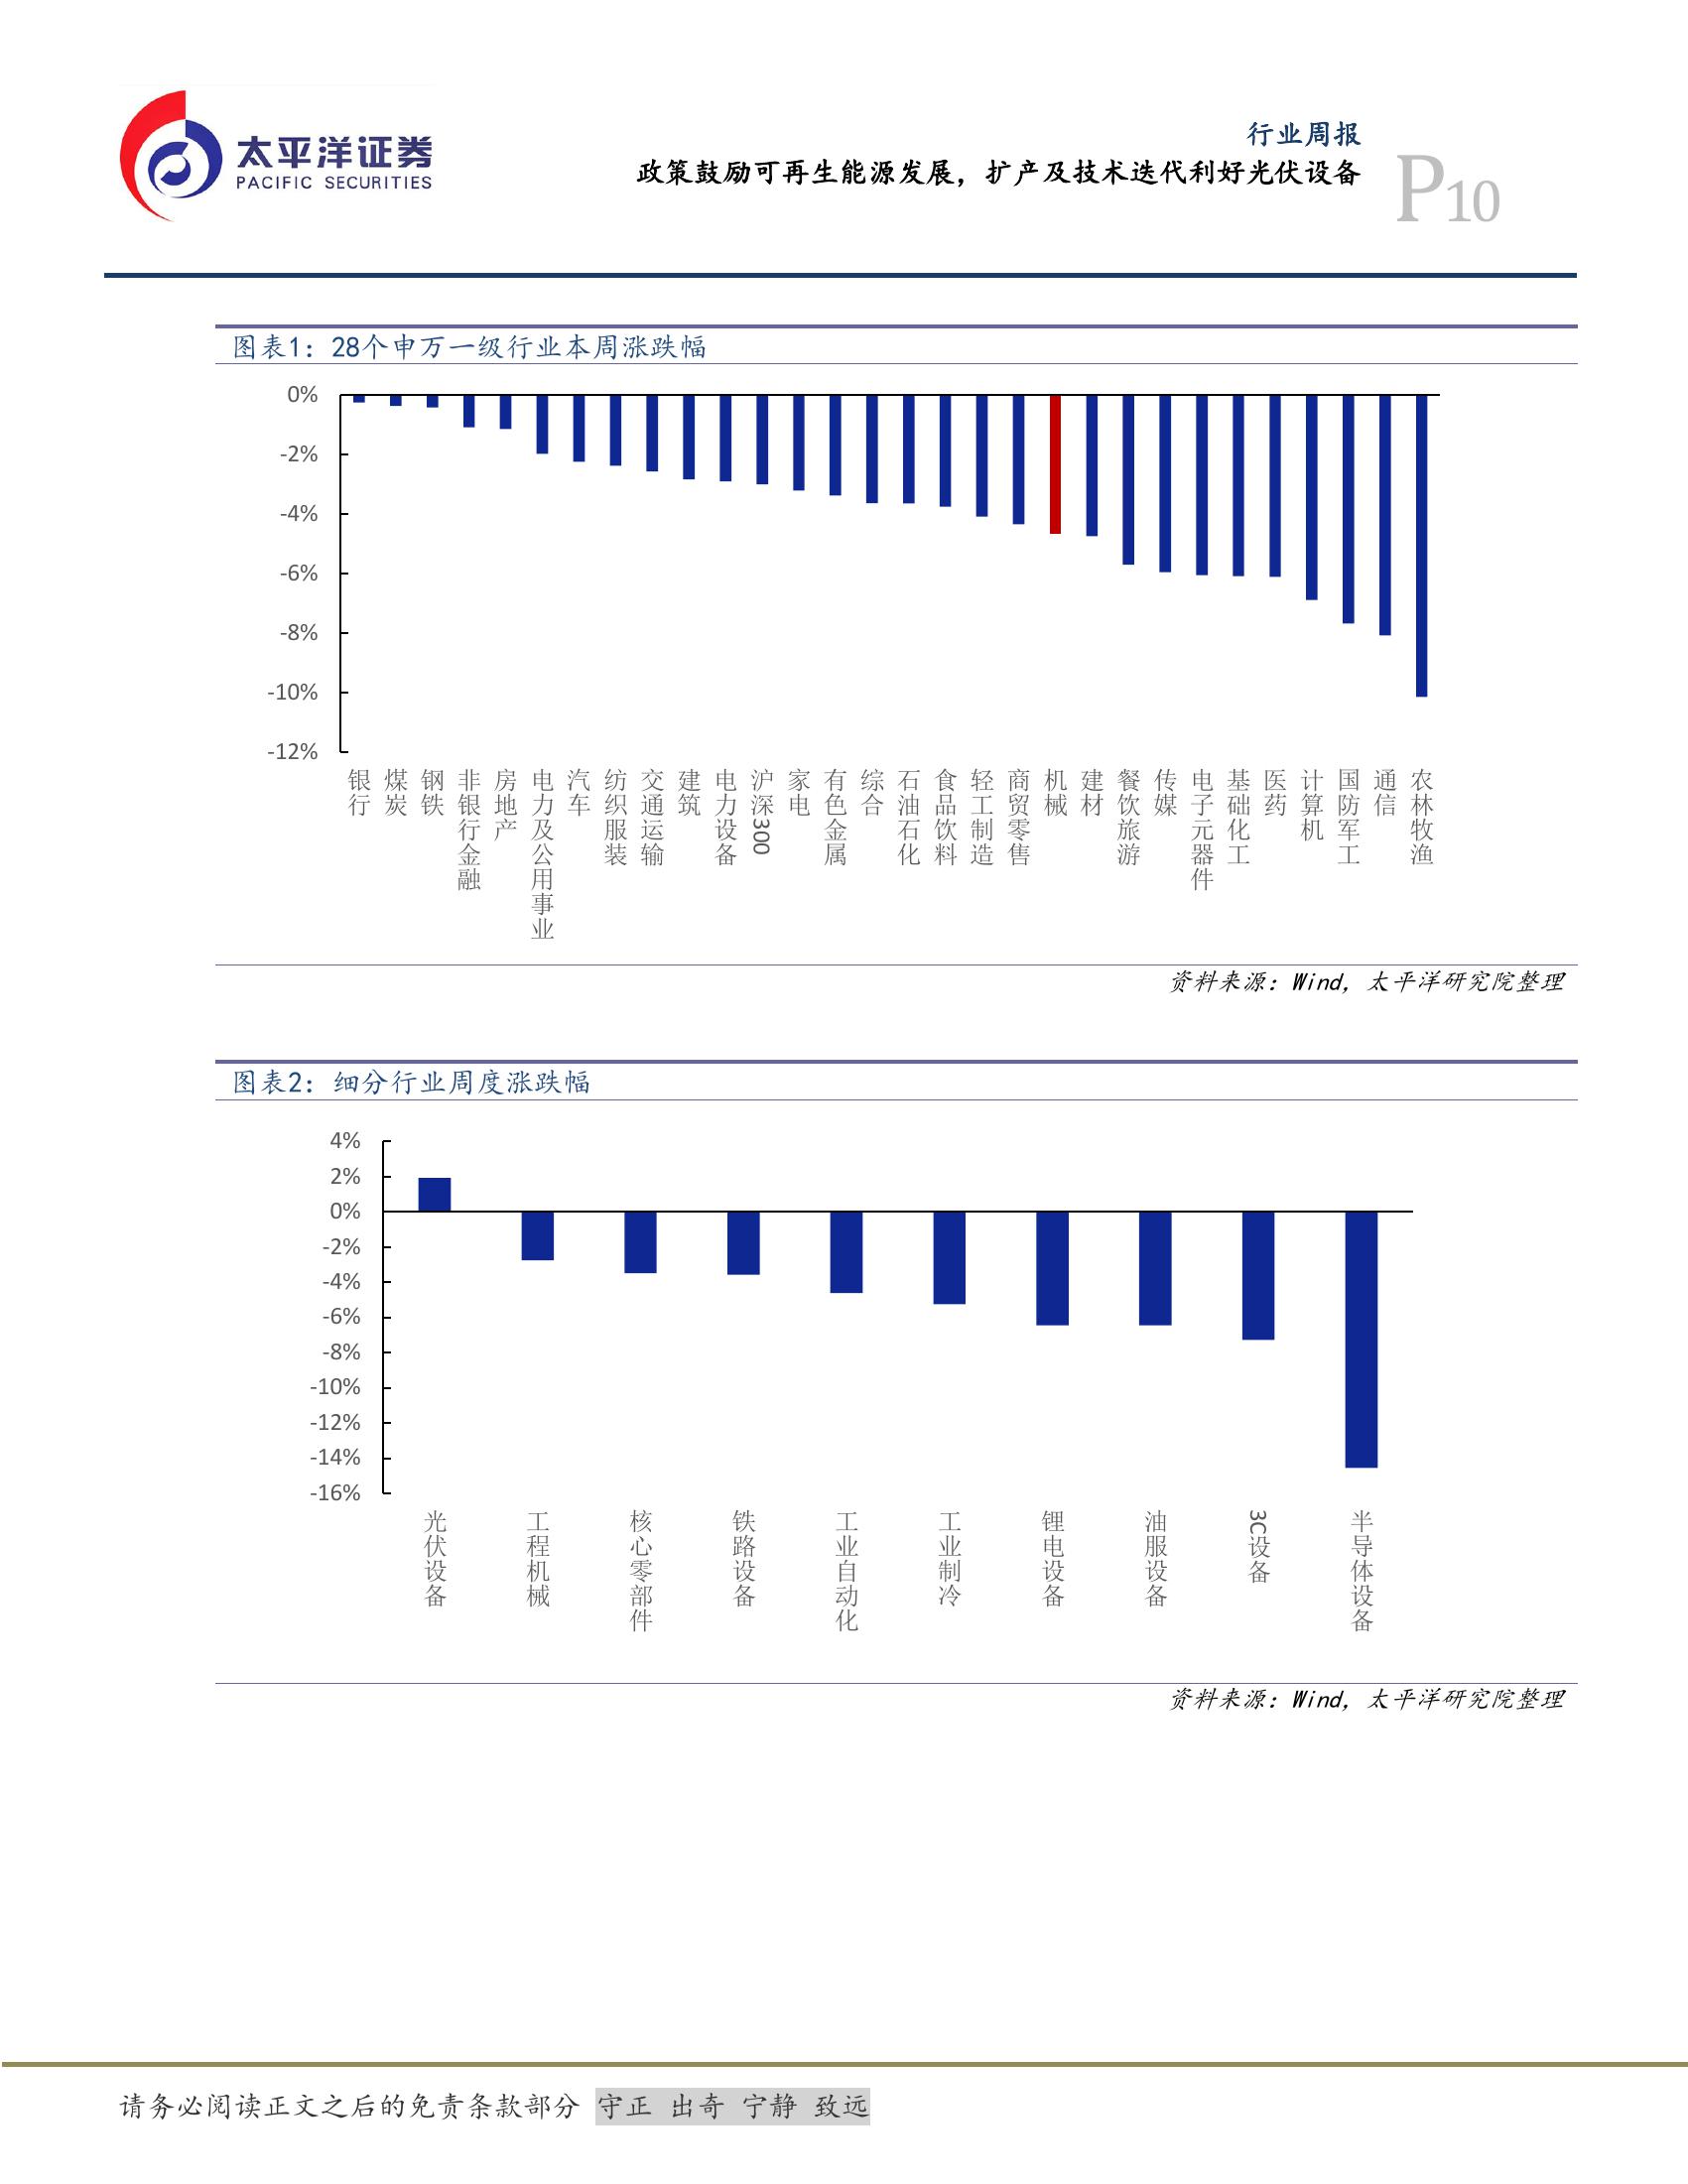 太平洋证券
PACIFIC SECURITIES
行业周报
政策鼓励可再生能源发展，扩产及技术迭代利好光伏设备
P10
图表1：28个申万一级行业本周涨跌幅
0%
-2%
-4%
-6%
-8%
-10%
-12%
银行
煤炭
钢铁
非银行金融
房地产
电力及公用事业
汽车
纺织服装
交通运输
建筑
电力设备
沪深300
家电
有色金属
综合
石油石化
食品饮料
轻工制造
商贸零售
机械
建材
餐饮旅游
传媒
电子元器件
基础化工
医药
计算机
国防军工
通信
农林牧渔
资料来源：Wind，太平洋研究院整理
图表2：细分行业周度涨跌幅
4%
2%
0%
-2%
-4%
-6%
-8%
-10%
-12%
-14%
-16%
光伏设备
工程机械
核心零部件
铁路设备
工业自动化
工业制冷
锂电设备
油服设备
3C设备
半导体设备
资料来源：Wind，太平洋研究院整理
请务必阅读正文之后的免责条款部分 守正 出奇 宁静 致远